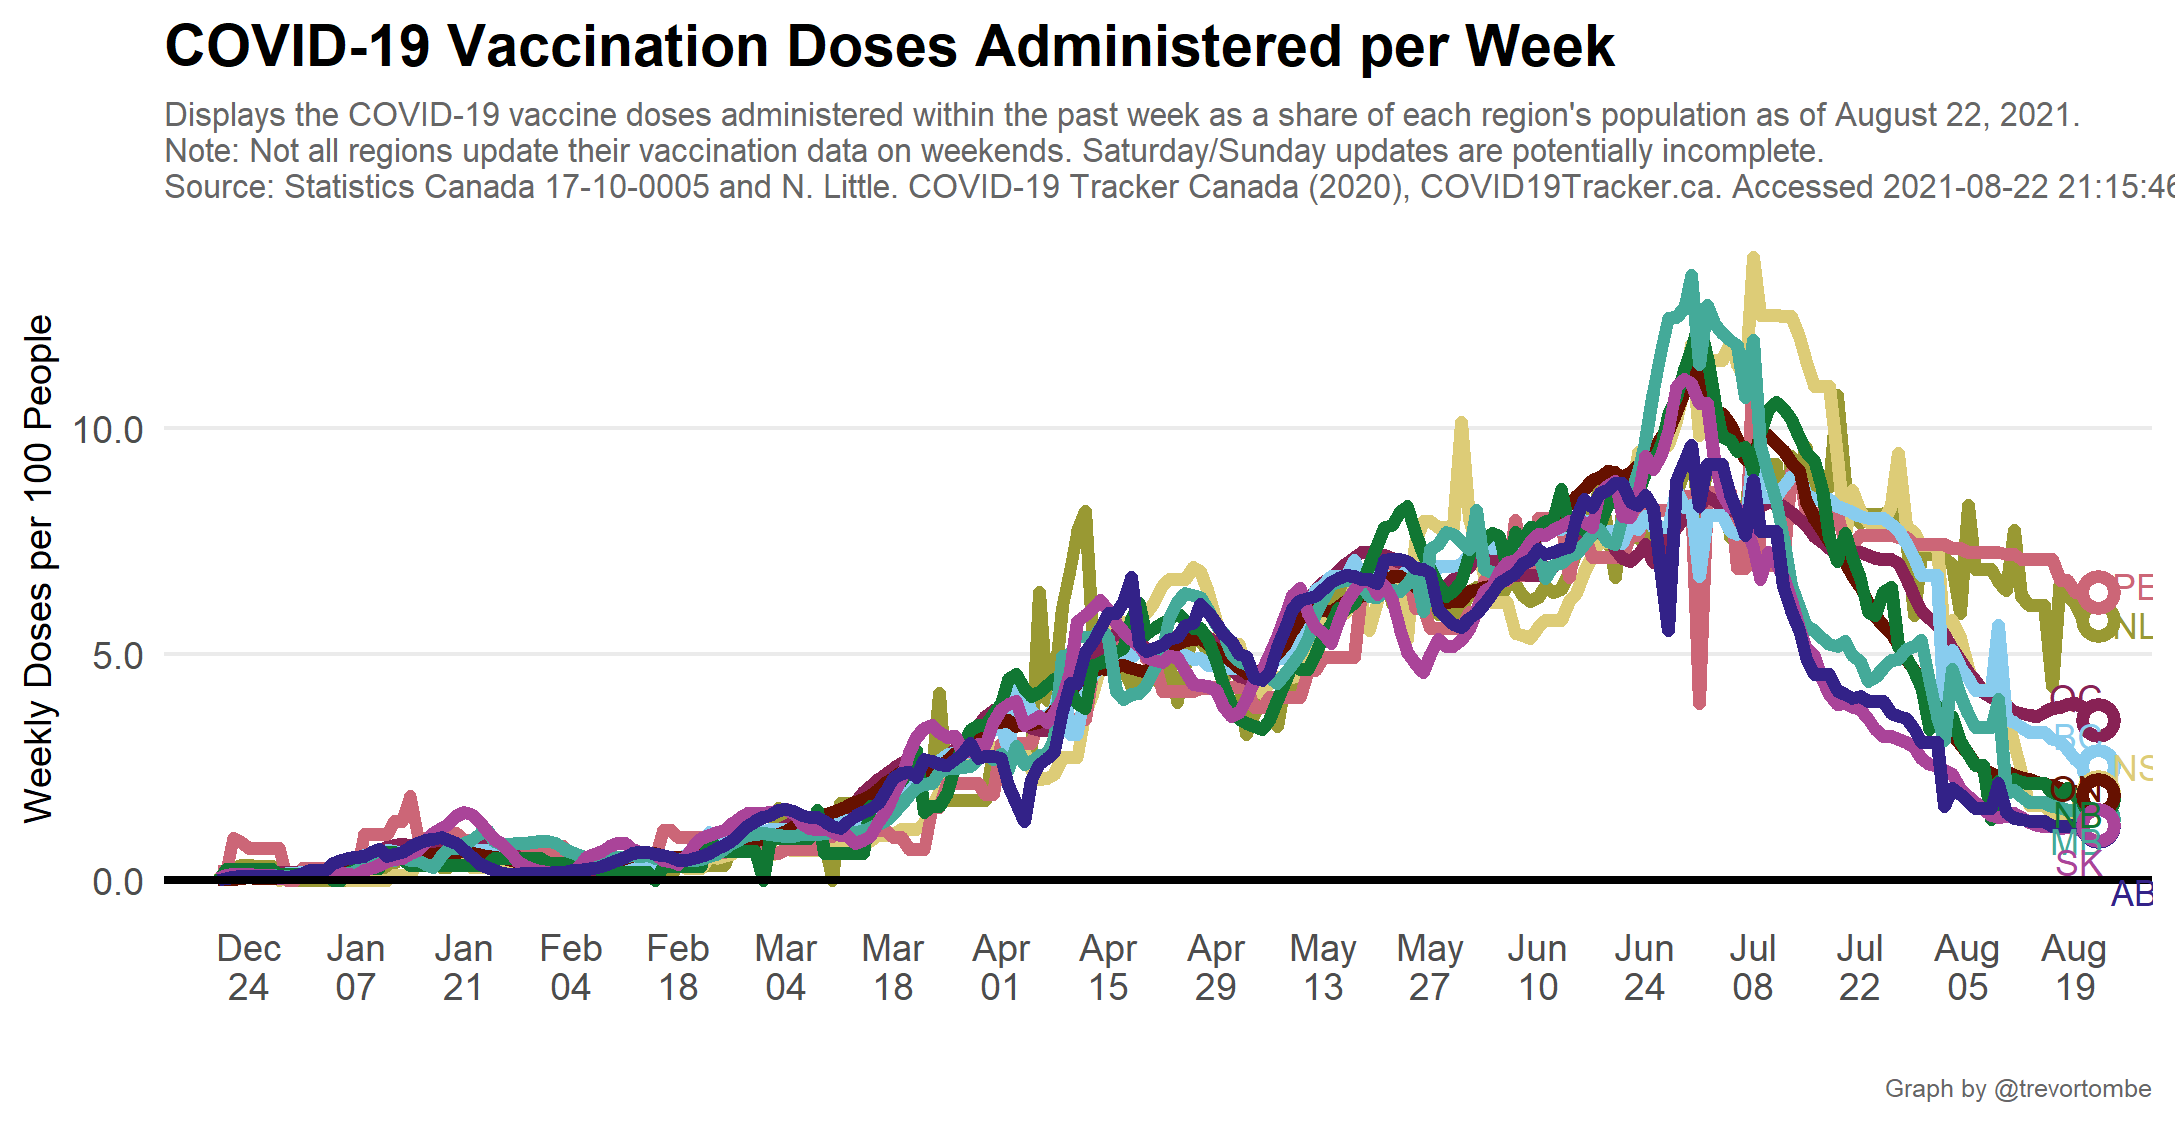 COVID-19 Vaccination Doses Administered per Week
Displays the COVID-19 vaccine doses administered within the past week as a share of each region's population as of August 22, 2021.
Note: Not all regions update their vaccination data on weekends. Saturday/Sunday updates are potentially incomplete.
Source: Statistics Canada 17-10-0005 and N. Little. COVID-19 Tracker Canada (2020), COVID19Tracker.ca. Accessed 2021-08-22 21:15:46
Weekly Doses per 100 People
10.0
5.0
0.0
PE
NL
QC
BC
NS
ON
NB
MB
SK
AB
Dec 24
Jan 07
Jan 21
Feb 04
Feb 18
Mar 04
Mar 18
Apr 01
Apr 15
Apr 29
May 13
May 27
Jun 10
Jun 24
Jul 08
Jul 22
Aug 05
Aug 19
Graph by @trevortombe